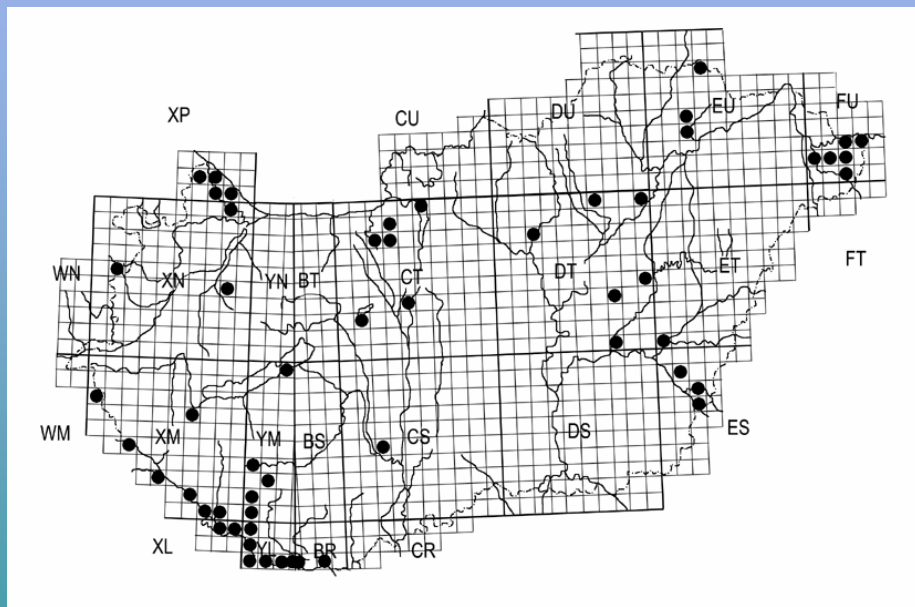 XP
CU
DU
EU
FU
WN
XN
YN
BT
CT
DT
ET
FT
WM
XM
YM
BS
CS
DS
ES
XL
YL
BR
CR